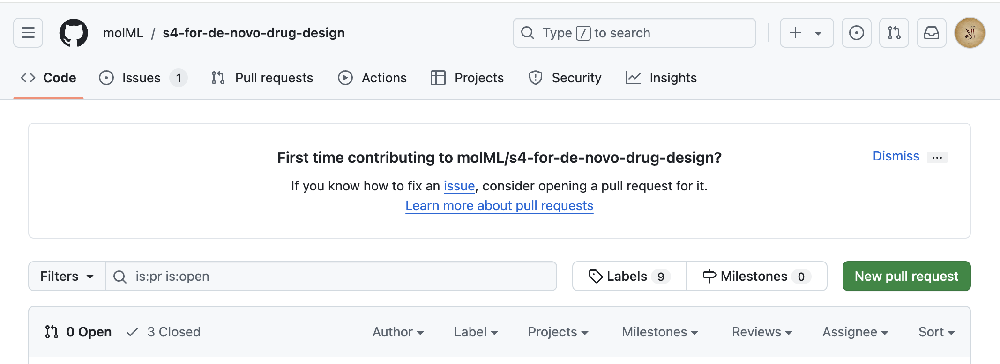 molML / s4-for-de-novo-drug-design
Type / to search
آلاء
Code
Issues 1
Pull requests
Actions
Projects
Security
Insights
First time contributing to molML/s4-for-de-novo-drug-design?
Dismiss
...
If you know how to fix an issue, consider opening a pull request for it.
Learn more about pull requests
Filters
is:pr is:open
Labels 9
Milestones 0
New pull request
0 Open
3 Closed
Author
Label
Projects
Milestones
Reviews
Assignee
Sort